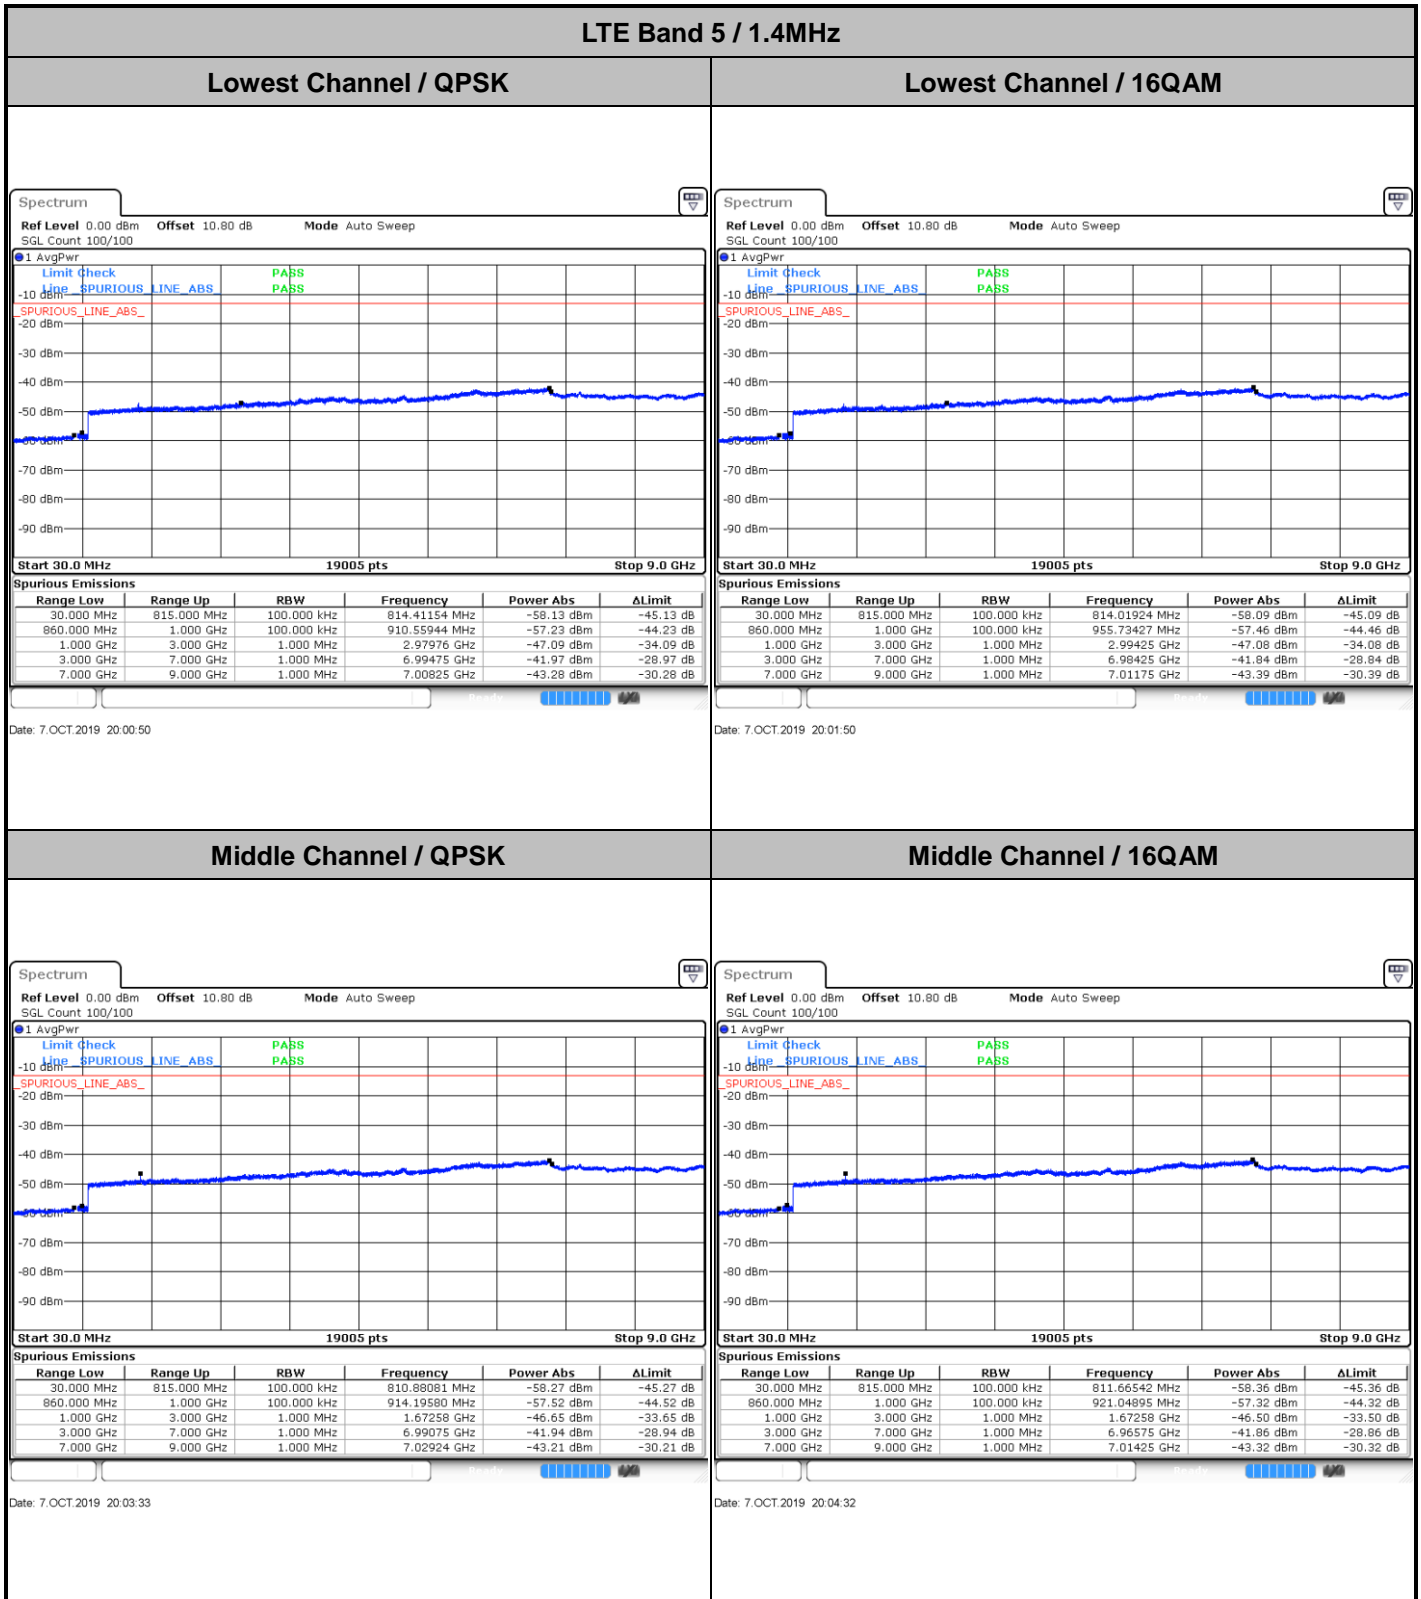 LTE Band 5 / 1.4MHz
Lowest Channel / QPSK
Lowest Channel / 16QAM
Spectrum
Ref Level 0.00 dBm Offset 10.80 dB Mode Auto Sweep
SGL Count 100/100
1 AvgPwr
Limit Check PASS
Line _SPURIOUS_LINE_ABS_ PASS
-10 dBm
_SPURIOUS_LINE_ABS_
-20 dBm
-30 dBm
-40 dBm
-50 dBm
-60 dBm
-70 dBm
-80 dBm
-90 dBm
Start 30.0 MHz 19005 pts Stop 9.0 GHz
Spurious Emissions
Range Low Range Up RBW Frequency Power Abs ΔLimit
30.000 MHz 815.000 MHz 100.000 kHz 814.41154 MHz -58.13 dBm -45.13 dB
860.000 MHz 1.000 GHz 100.000 kHz 910.55944 MHz -57.23 dBm -44.23 dB
1.000 GHz 3.000 GHz 1.000 MHz 2.97976 GHz -47.09 dBm -34.09 dB
3.000 GHz 7.000 GHz 1.000 MHz 6.99475 GHz -41.97 dBm -28.97 dB
7.000 GHz 9.000 GHz 1.000 MHz 7.00825 GHz -43.28 dBm -30.28 dB
Date: 7.OCT.2019 20:00:50
Spectrum
Ref Level 0.00 dBm Offset 10.80 dB Mode Auto Sweep
SGL Count 100/100
1 AvgPwr
Limit Check PASS
Line _SPURIOUS_LINE_ABS_ PASS
-10 dBm
_SPURIOUS_LINE_ABS_
-20 dBm
-30 dBm
-40 dBm
-50 dBm
-60 dBm
-70 dBm
-80 dBm
-90 dBm
Start 30.0 MHz 19005 pts Stop 9.0 GHz
Spurious Emissions
Range Low Range Up RBW Frequency Power Abs ΔLimit
30.000 MHz 815.000 MHz 100.000 kHz 814.01924 MHz -58.09 dBm -45.09 dB
860.000 MHz 1.000 GHz 100.000 kHz 955.73427 MHz -57.46 dBm -44.46 dB
1.000 GHz 3.000 GHz 1.000 MHz 2.99425 GHz -47.08 dBm -34.08 dB
3.000 GHz 7.000 GHz 1.000 MHz 6.98425 GHz -41.84 dBm -28.84 dB
7.000 GHz 9.000 GHz 1.000 MHz 7.01175 GHz -43.39 dBm -30.39 dB
Date: 7.OCT.2019 20:01:50
Middle Channel / QPSK
Middle Channel / 16QAM
Spectrum
Ref Level 0.00 dBm Offset 10.80 dB Mode Auto Sweep
SGL Count 100/100
1 AvgPwr
Limit Check PASS
Line _SPURIOUS_LINE_ABS_ PASS
-10 dBm
_SPURIOUS_LINE_ABS_
-20 dBm
-30 dBm
-40 dBm
-50 dBm
-60 dBm
-70 dBm
-80 dBm
-90 dBm
Start 30.0 MHz 19005 pts Stop 9.0 GHz
Spurious Emissions
Range Low Range Up RBW Frequency Power Abs ΔLimit
30.000 MHz 815.000 MHz 100.000 kHz 810.88081 MHz -58.27 dBm -45.27 dB
860.000 MHz 1.000 GHz 100.000 kHz 914.19580 MHz -57.52 dBm -44.52 dB
1.000 GHz 3.000 GHz 1.000 MHz 1.67258 GHz -46.65 dBm -33.65 dB
3.000 GHz 7.000 GHz 1.000 MHz 6.99075 GHz -41.94 dBm -28.94 dB
7.000 GHz 9.000 GHz 1.000 MHz 7.02924 GHz -43.21 dBm -30.21 dB
Date: 7.OCT.2019 20:03:33
Spectrum
Ref Level 0.00 dBm Offset 10.80 dB Mode Auto Sweep
SGL Count 100/100
1 AvgPwr
Limit Check PASS
Line _SPURIOUS_LINE_ABS_ PASS
-10 dBm
_SPURIOUS_LINE_ABS_
-20 dBm
-30 dBm
-40 dBm
-50 dBm
-60 dBm
-70 dBm
-80 dBm
-90 dBm
Start 30.0 MHz 19005 pts Stop 9.0 GHz
Spurious Emissions
Range Low Range Up RBW Frequency Power Abs ΔLimit
30.000 MHz 815.000 MHz 100.000 kHz 811.66542 MHz -58.36 dBm -45.36 dB
860.000 MHz 1.000 GHz 100.000 kHz 921.04895 MHz -57.32 dBm -44.32 dB
1.000 GHz 3.000 GHz 1.000 MHz 1.67258 GHz -46.50 dBm -33.50 dB
3.000 GHz 7.000 GHz 1.000 MHz 6.96575 GHz -41.86 dBm -28.86 dB
7.000 GHz 9.000 GHz 1.000 MHz 7.01425 GHz -43.32 dBm -30.32 dB
Date: 7.OCT.2019 20:04:32